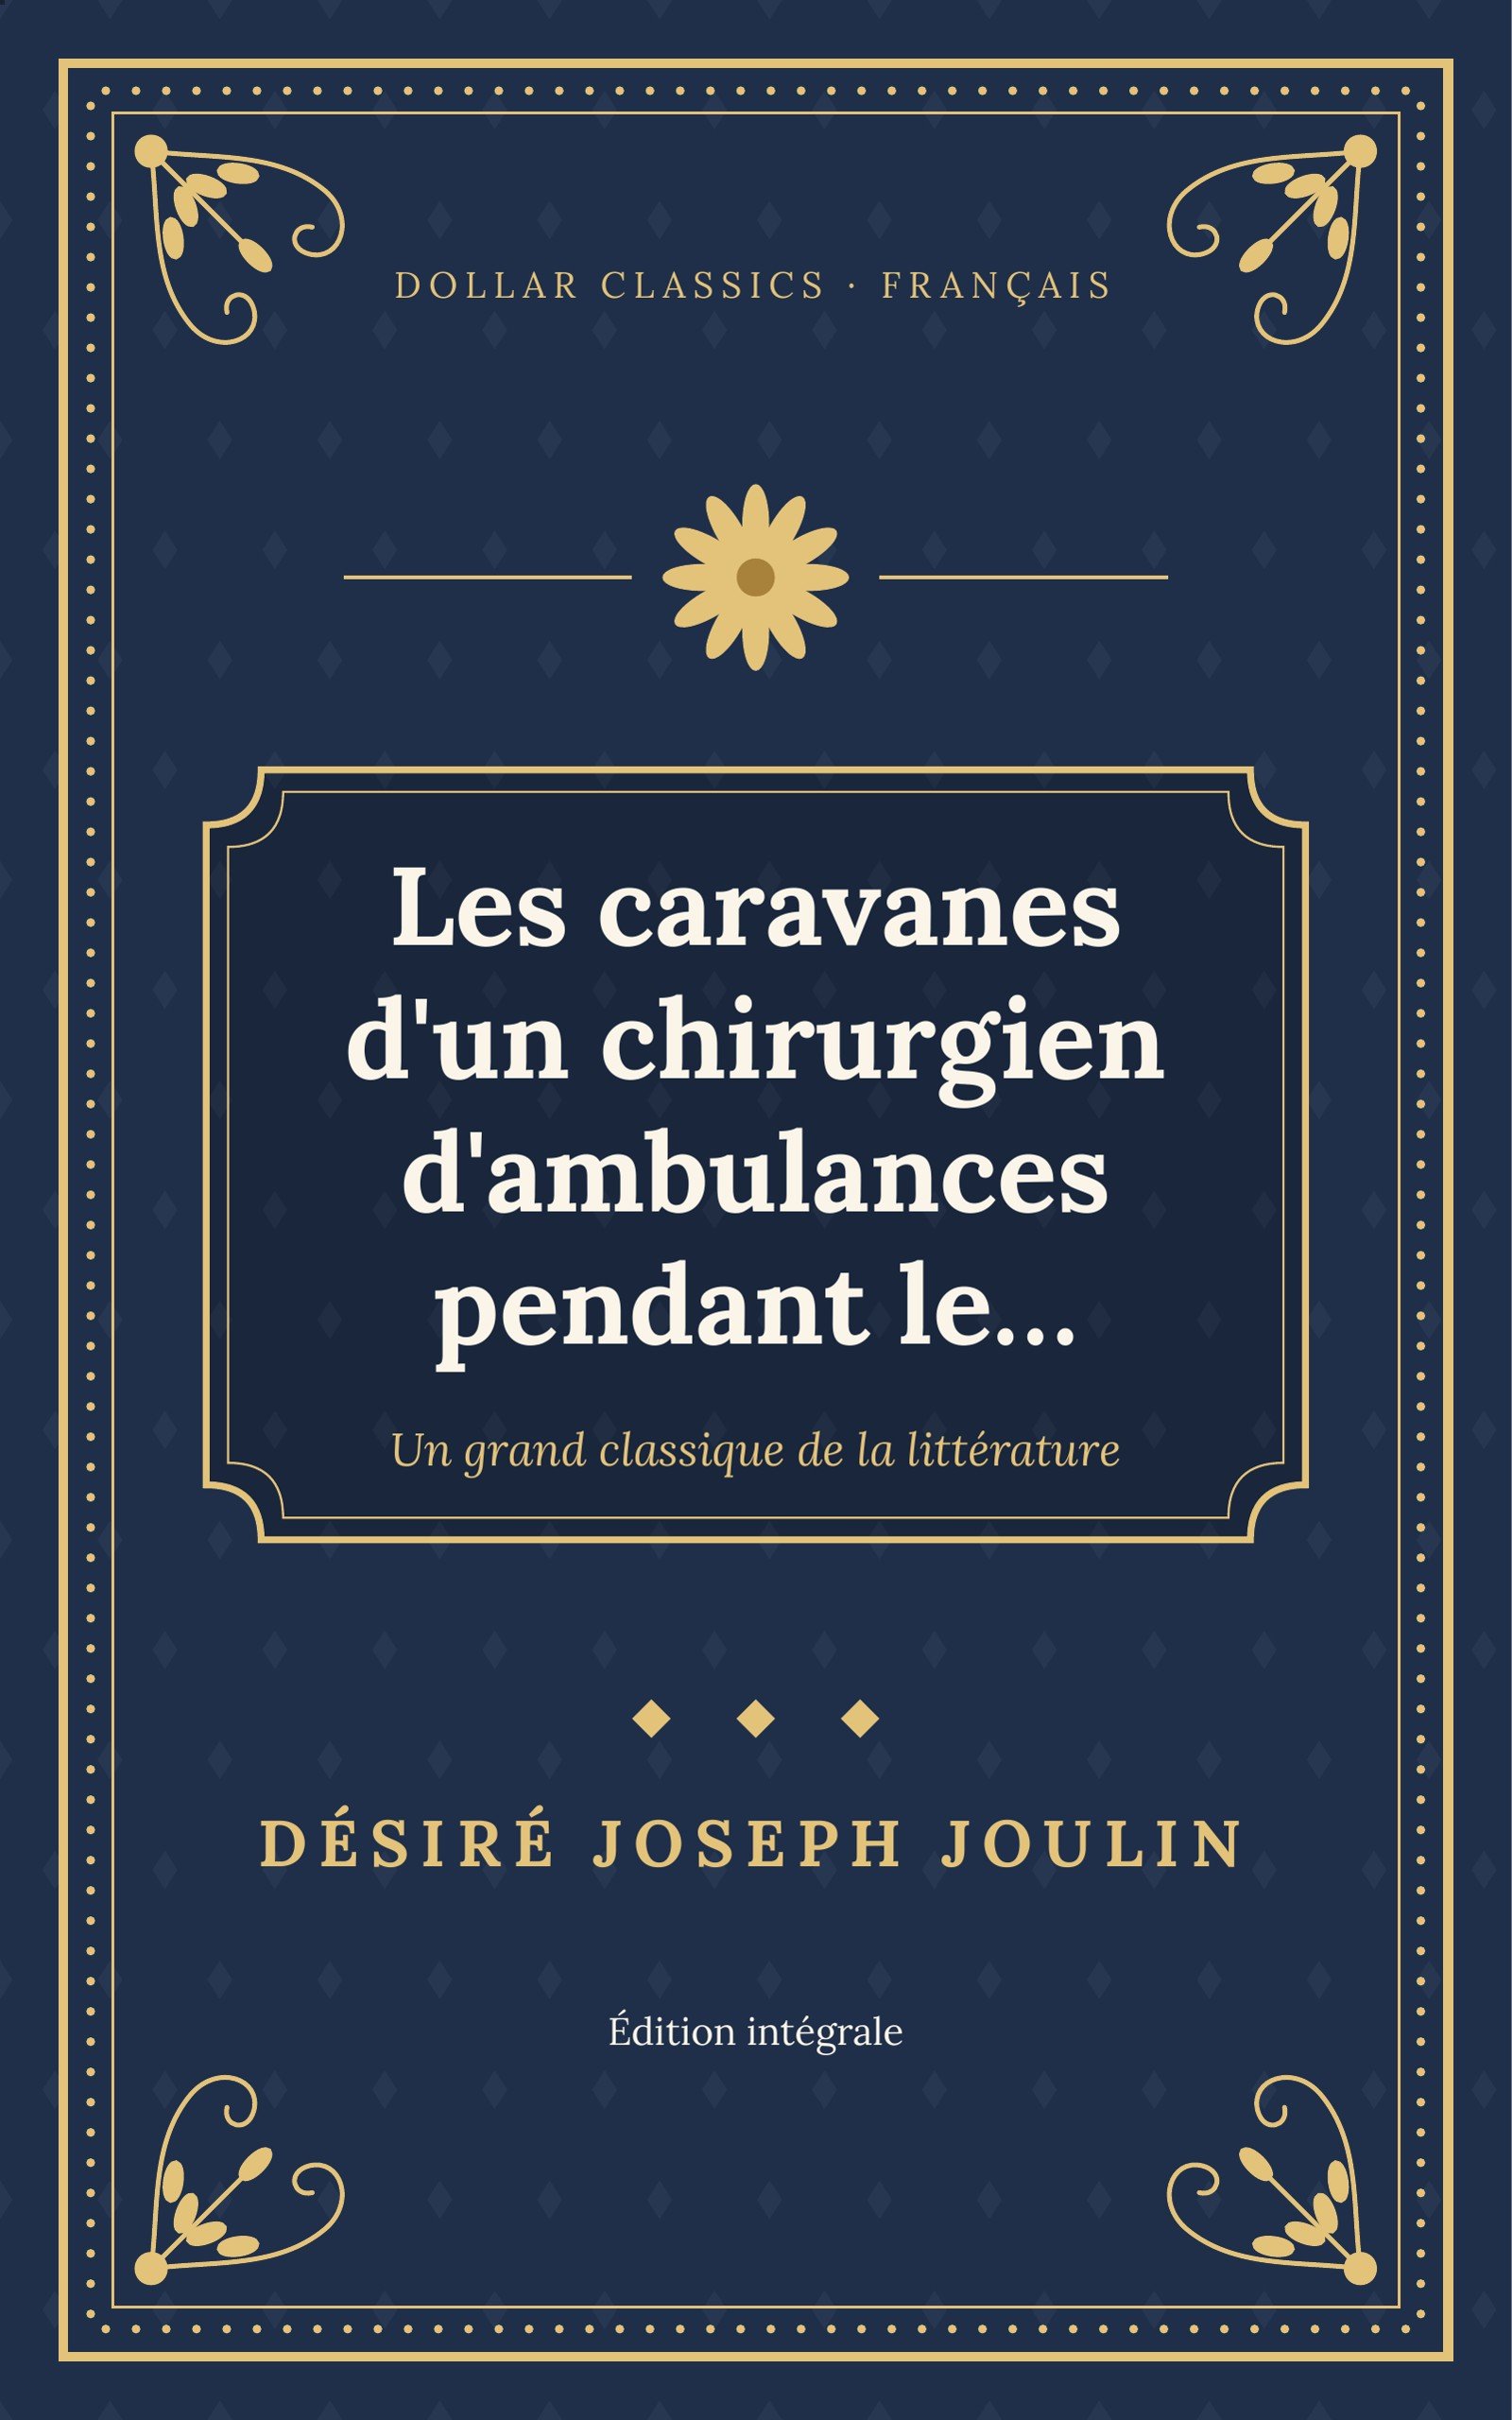 DOLLAR CLASSICS · FRANÇAIS
Les caravanes
d'un chirurgien
d'ambulances
pendant le...
Un grand classique de la littérature
DÉSIRÉ JOSEPH JOULIN
Édition intégrale